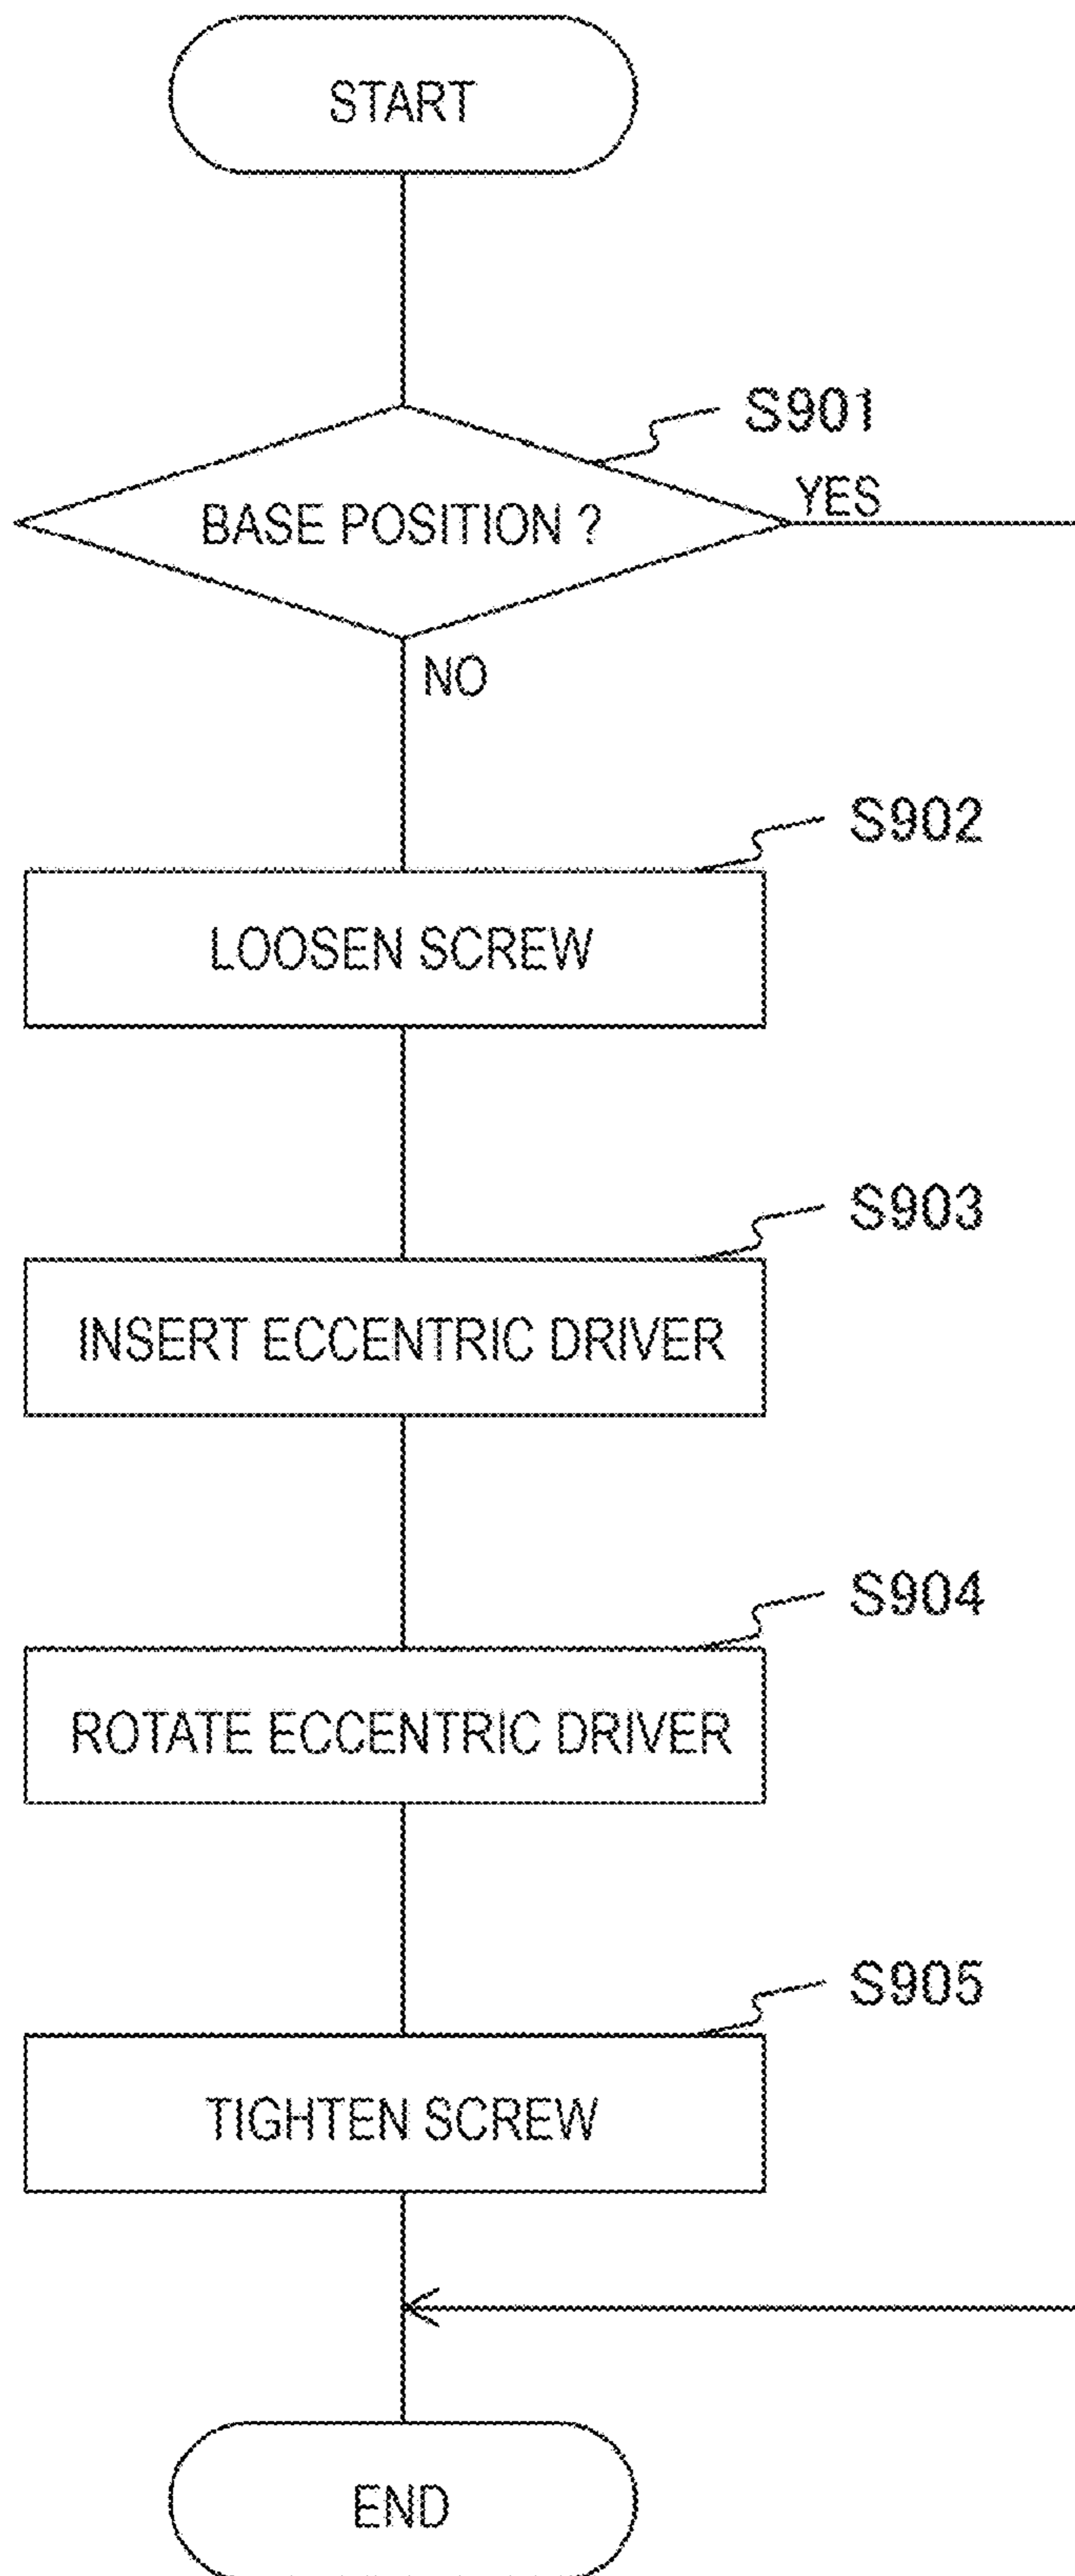 START
S901
BASE POSITION ?
YES
NO
S902
LOOSEN SCREW
S903
INSERT ECCENTRIC DRIVER
S904
ROTATE ECCENTRIC DRIVER
S905
TIGHTEN SCREW
END